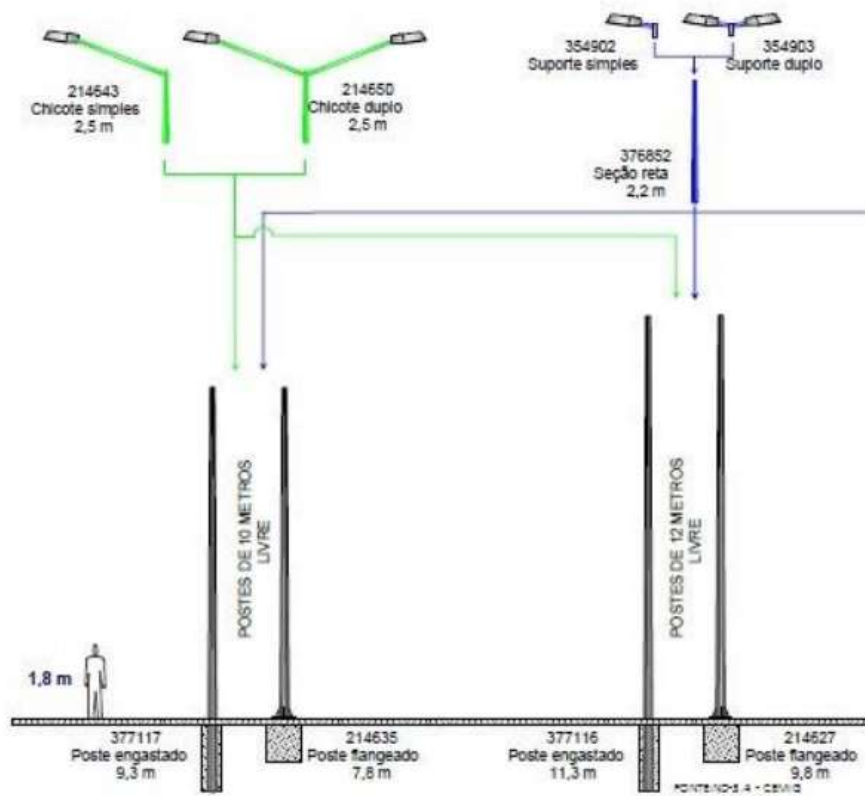 214643
Chicote simples
2,5 m
214650
Chicote duplo
2,5 m
354902
Suporte simples
354903
Suporte duplo
376852
Seção reta
2,2 m
POSTES DE 10 METROS
LIVRE
POSTES DE 12 METROS
LIVRE
1,8 m
377117
Poste engastado
9,3 m
214635
Poste flangeado
7,8 m
377116
Poste engastado
11,3 m
214627
Poste flangeado
9,8 m